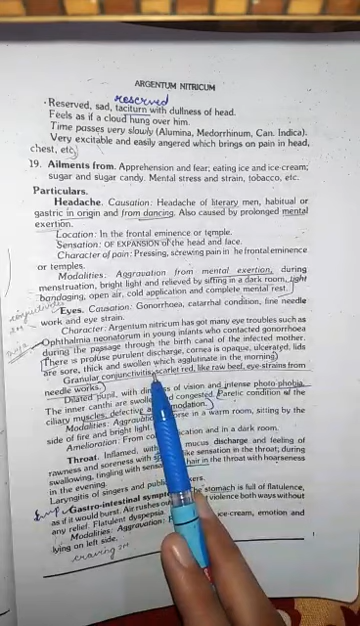 ARGENTUM NITRICUM
reserved
• Reserved, sad, taciturn with dullness of head.
Feels as if a cloud hung over him.
Time passes very slowly (Alumina, Medorrhinum, Can. Indica).
Very excitable and easily angered which brings on pain in head,
chest, etc.
19. Ailments from. Apprehension and fear; eating ice and ice-cream;
sugar and sugar candy. Mental stress and strain, tobacco, etc.
Particulars.
Headache. Causation: Headache of literary men, habitual or
gastric in origin and from dancing. Also caused by prolonged mental
exertion.
Location: In the frontal eminence or temple.
Sensation: OF EXPANSION of the head and face.
Character of pain: Pressing, screwing pain in he frontal eminence
or temples.
Modalities: Aggravation from mental exertion, during
menstruation, bright light and relieved by sitting in a dark room, tight
bandaging, open air, cold application and complete mental rest.
Eyes. Causation: Gonorrhoea, catarrhal condition, fine needle
work and eye strain.
Character: Argentum nitricum has got many eye troubles such as
Ophthalmia neonatorum in young infants who contacted gonorrhoea
during the passage through the birth canal of the infected mother.
(There is profuse purulent discharge, cornea is opaque, ulcerated, lids
are sore, thick and swollen which agglutinate in the morning)
Granular conjunctivitis, scarlet red, like raw beef, eye-strains from
needle works.
Dilated pupil, with of vision and intense photo phobia.
The inner canthi are swollen and congested. Paretic condition of the
ciliary muscles, defective
Modalities: in a warm room, sitting by the
side of fire and bright light.
Amelioration: From co and in a dark room.
Throat. Inflamed, with mucus discharge and feeling of
rawness and soreness with like sensation in the throat; during
swallowing, tingling with sens hair in the throat with hoarseness
in the evening.
Laryngitis of singers and public
Gastro-intestinal sympt stomach is full of flatulence,
as if it would burst. Air rushes ou violence both ways without
any relief. Flatulent dyspepsia
Modalities: Aggravation: ice-cream, emotion and
lying on left side.
craving